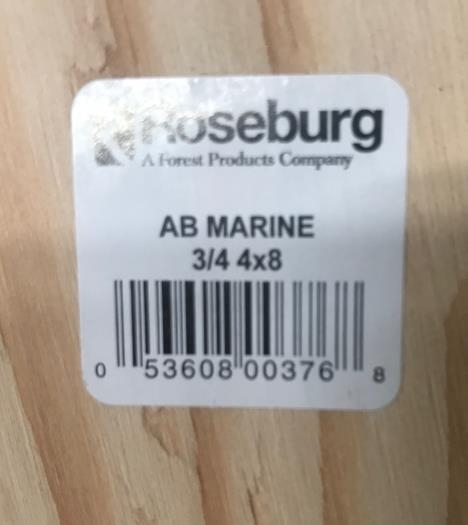 Roseburg
A Forest Products Company
AB MARINE
3/4 4x8
0 53608 00376 8